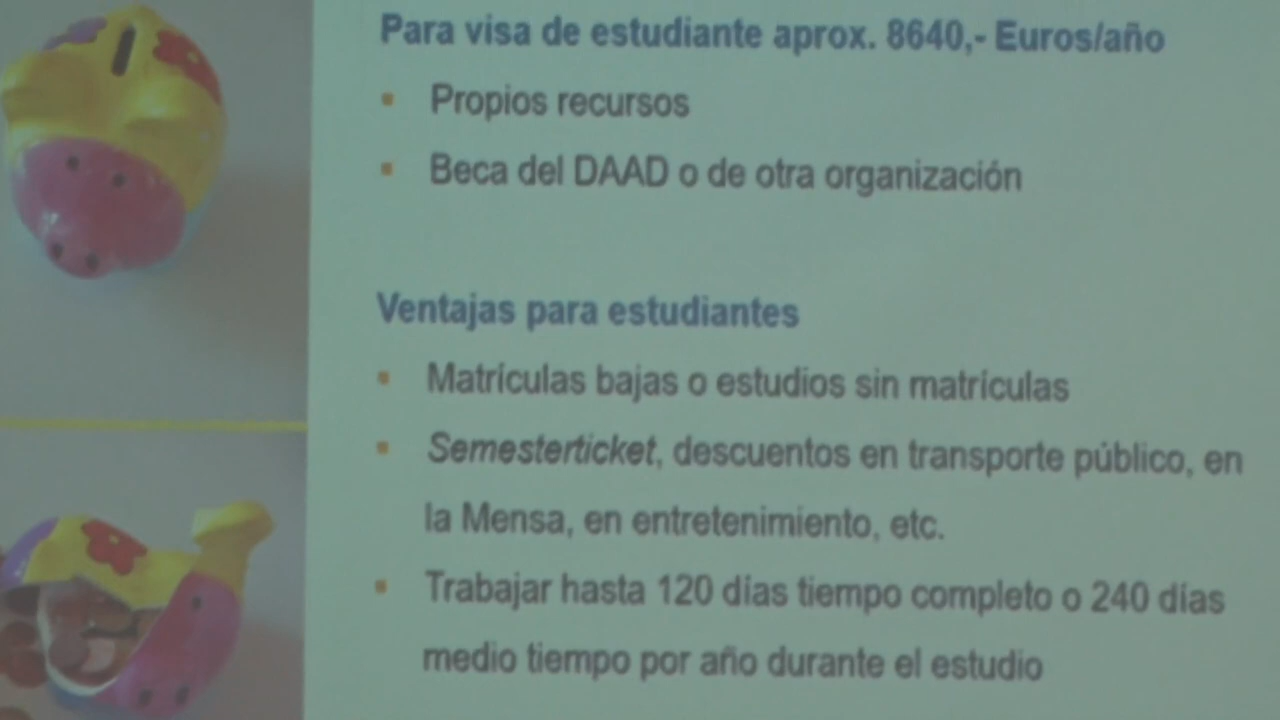 Para visa de estudiante aprox. 8640,- Euros/año
▪ Propios recursos
▪ Beca del DAAD o de otra organización
Ventajas para estudiantes
▪ Matrículas bajas o estudios sin matrículas
▪ Semesterticket, descuentos en transporte público, en
la Mensa, en entretenimiento, etc.
▪ Trabajar hasta 120 días tiempo completo o 240 días
medio tiempo por año durante el estudio